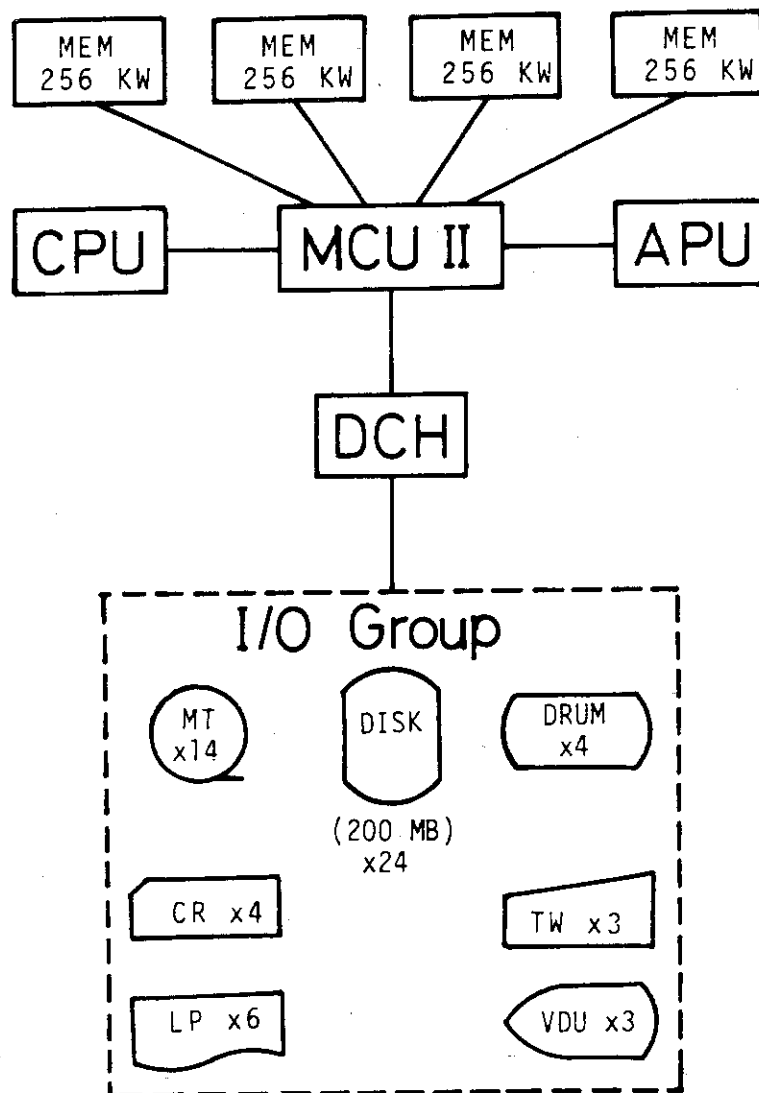 MEM
256 KW
MEM
256 KW
MEM
256 KW
MEM
256 KW
CPU
MCU II
APU
DCH
I/O Group
MT
x14
DISK
(200 MB)
x24
DRUM
x4
CR x4
TW x3
LP x6
VDU x3